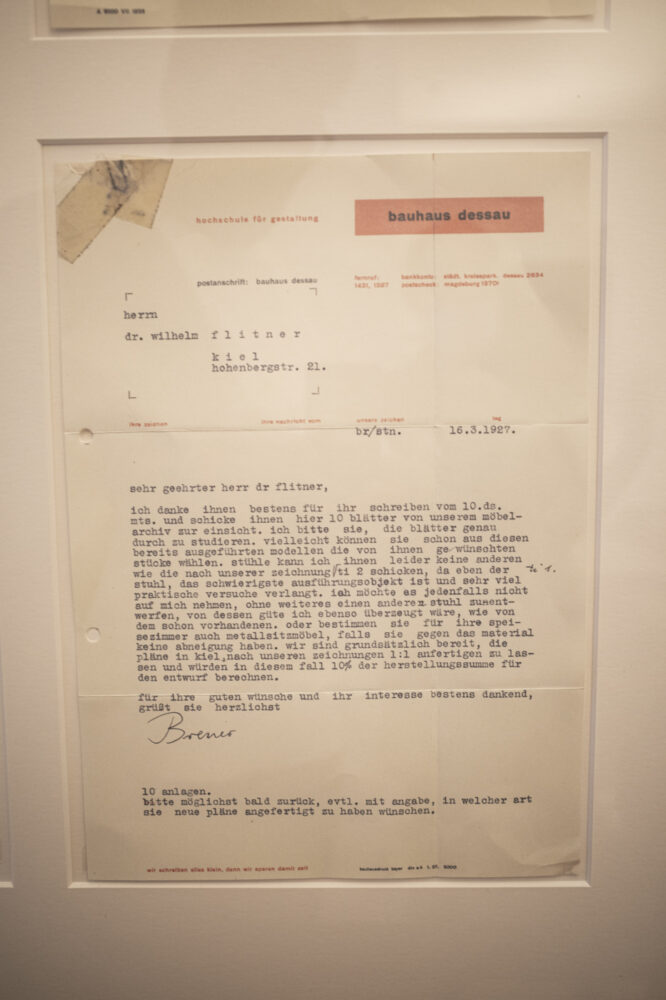 hochschule für gestaltung
bauhaus dessau
postanschrift: bauhaus dessau
fernruf: bankkonto: städt. kreisspark. dessau 2634
1421, 1587 postscheck: magdeburg 13701
herrn
dr. wilhelm f l i t n e r
k i e l
hohenbergstr. 21.
ihre zeichen ihre nachricht vom unsere zeichen tag
br/stn. 16.3.1927.
sehr geehrter herr dr flitner,
ich danke ihnen bestens für ihr schreiben vom 10.ds.
mts. und schicke ihnen hier 10 blätter von unserem möbel-
archiv zur einsicht. ich bitte sie, die blätter genau
durch zu studieren. vielleicht können sie schon aus diesen
bereits ausgeführten modellen die von ihnen gewünschten
stücke wählen. stühle kann ich ihnen leider keine anderen
wie die nach unserer zeichnung/ti 2 schicken, da eben der
stuhl, das schwierigste ausführungsobjekt ist und sehr viel
praktische versuche verlangt. ich möchte es jedenfalls nicht
auf mich nehmen, ohne weiteres einen anderen stuhl zu ent-
werfen, von dessen güte ich ebenso überzeugt wäre, wie von
dem schon vorhandenen. oder bestimmen sie für ihre spei-
sezimmer auch metallsitzmöbel, falls sie gegen das material
keine abneigung haben. wir sind grundsätzlich bereit, die
pläne in kiel,nach unseren zeichnungen 1:1 anfertigen zu las-
sen und würden in diesem fall 10% der herstellungssumme für
den entwurf berechnen.
für ihre guten wünsche und ihr interesse bestens dankend,
grüßt sie herzlichst
Breuer
10 anlagen.
bitte möglichst bald zurück, evtl. mit angabe, in welcher art
sie neue pläne angefertigt zu haben wünschen.
wir schreiben alles klein, denn wir sparen damit zeit